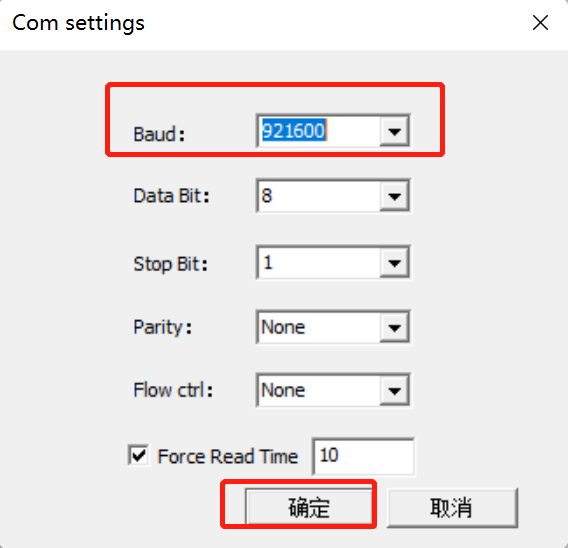 Com settings
Baud: 921600
Data Bit: 8
Stop Bit: 1
Parity: None
Flow ctrl: None
Force Read Time 10
确定 取消